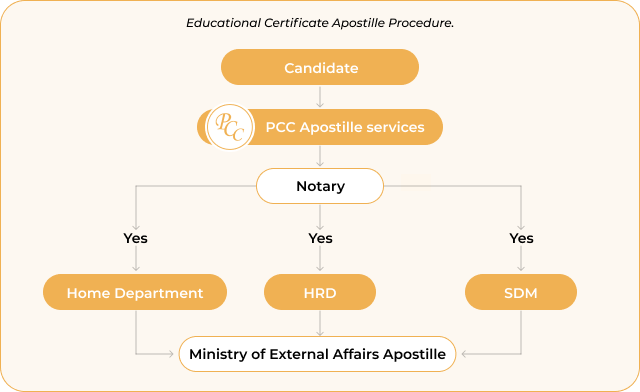 Educational Certificate Apostille Procedure.
Candidate
PCC
PCC Apostille services
Notary
Yes
Yes
Yes
Home Department
HRD
SDM
Ministry of External Affairs Apostille